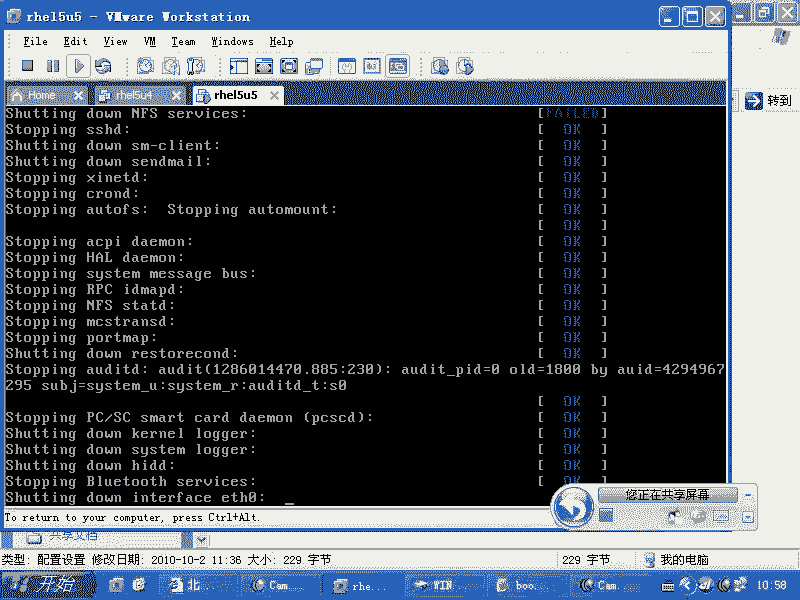 rhel5u5 - VMware Workstation
File Edit View VM Team Windows Help
Home rhel5u4 rhel5u5
转到
Shutting down NFS services: [FAILED]
Stopping sshd: [ OK ]
Shutting down sm-client: [ OK ]
Shutting down sendmail: [ OK ]
Stopping xinetd: [ OK ]
Stopping crond: [ OK ]
Stopping autofs: Stopping automount: [ OK ]
[ OK ]
Stopping acpi daemon: [ OK ]
Stopping HAL daemon: [ OK ]
Stopping system message bus: [ OK ]
Stopping RPC idmapd: [ OK ]
Stopping NFS statd: [ OK ]
Stopping mcstransd: [ OK ]
Stopping portmap: [ OK ]
Shutting down restorecond: [ OK ]
Stopping auditd: audit(1286014470.885:230): audit_pid=0 old=1800 by auid=4294967
295 subj=system_u:system_r:auditd_t:s0
[ OK ]
Stopping PC/SC smart card daemon (pcscd): [ OK ]
Shutting down kernel logger: [ OK ]
Shutting down system logger: [ OK ]
Shutting down hidd: [ OK ]
Stopping Bluetooth services: [ OK ]
Shutting down interface eth0: _
您正在共享屏幕
To return to your computer, press Ctrl+Alt.
共享文档
类型: 配置设置 修改日期: 2010-10-2 11:36 大小: 229 字节 229 字节 我的电脑
开始 北 Cam... rhe... WIN boo... Cam... 10:58